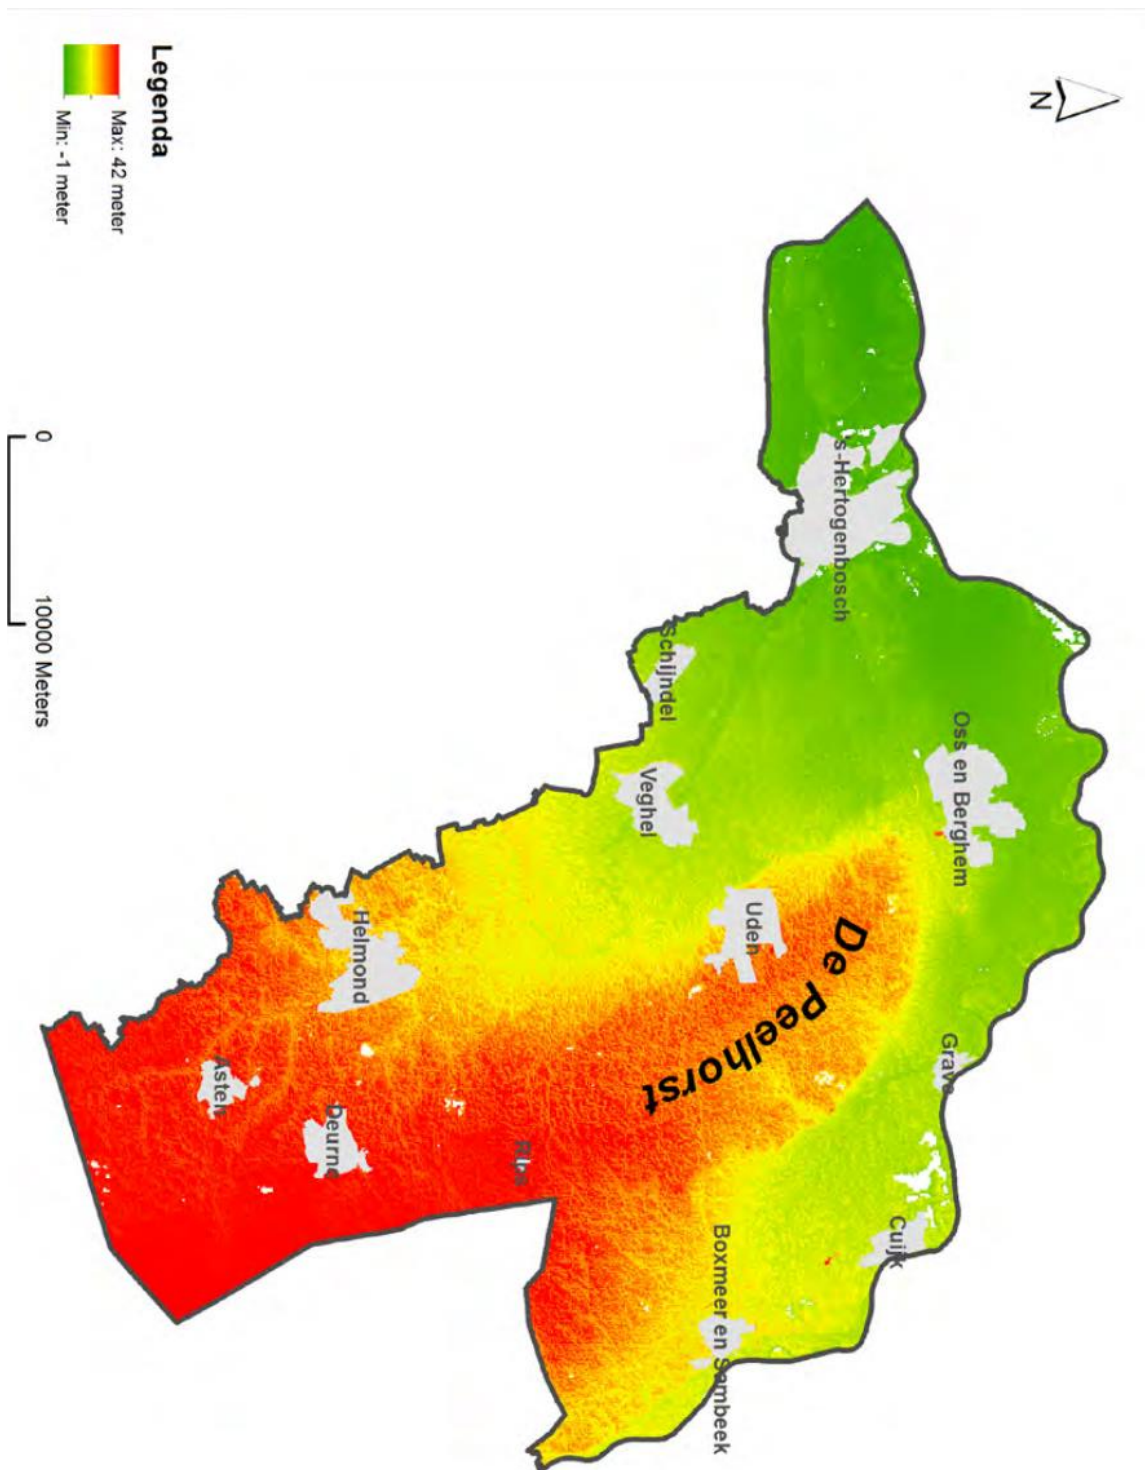 N
Legenda
Max.: 42 meter
Min.: -1 meter
's-Hertogenbosch
Oss en Berghem
Schijndel
Veghel
Uden
De Peelhorst
Grave
Cuijk
Helmond
Asten
Deurne
Rips
Boxmeer en Sambeek
0
10000 Meters